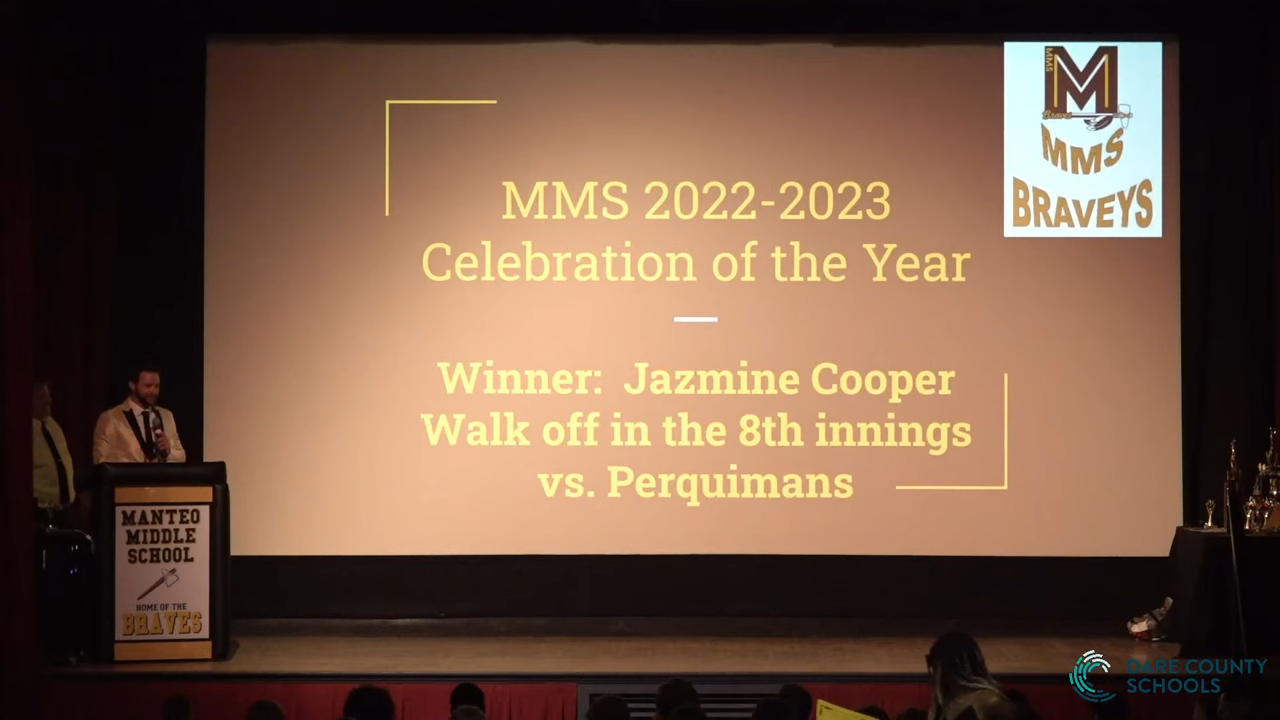 MMS 2022-2023
Celebration of the Year
Winner: Jazmine Cooper
Walk off in the 8th innings
vs. Perquimans
MMS
M
MMS
BRAVEYS
MANTEO
MIDDLE
SCHOOL
HOME OF THE
BRAVES
DARE COUNTY
SCHOOLS